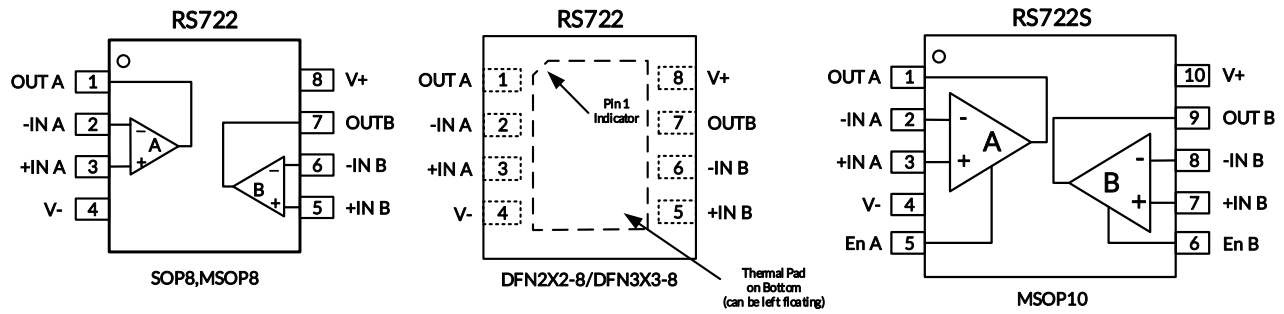 RS722
OUT A 1
-IN A 2
+IN A 3
V- 4
8 V+
7 OUTB
6 -IN B
5 +IN B
−
+
A
−
+
B
SOP8,MSOP8
RS722
OUT A 1
-IN A 2
+IN A 3
V- 4
8 V+
7 OUTB
6 -IN B
5 +IN B
Pin 1
Indicator
DFN2X2-8/DFN3X3-8
Thermal Pad
on Bottom
(can be left floating)
RS722S
OUT A 1
-IN A 2
+IN A 3
V- 4
En A 5
10 V+
9 OUT B
8 -IN B
7 +IN B
6 En B
-
+
A
-
+
B
MSOP10